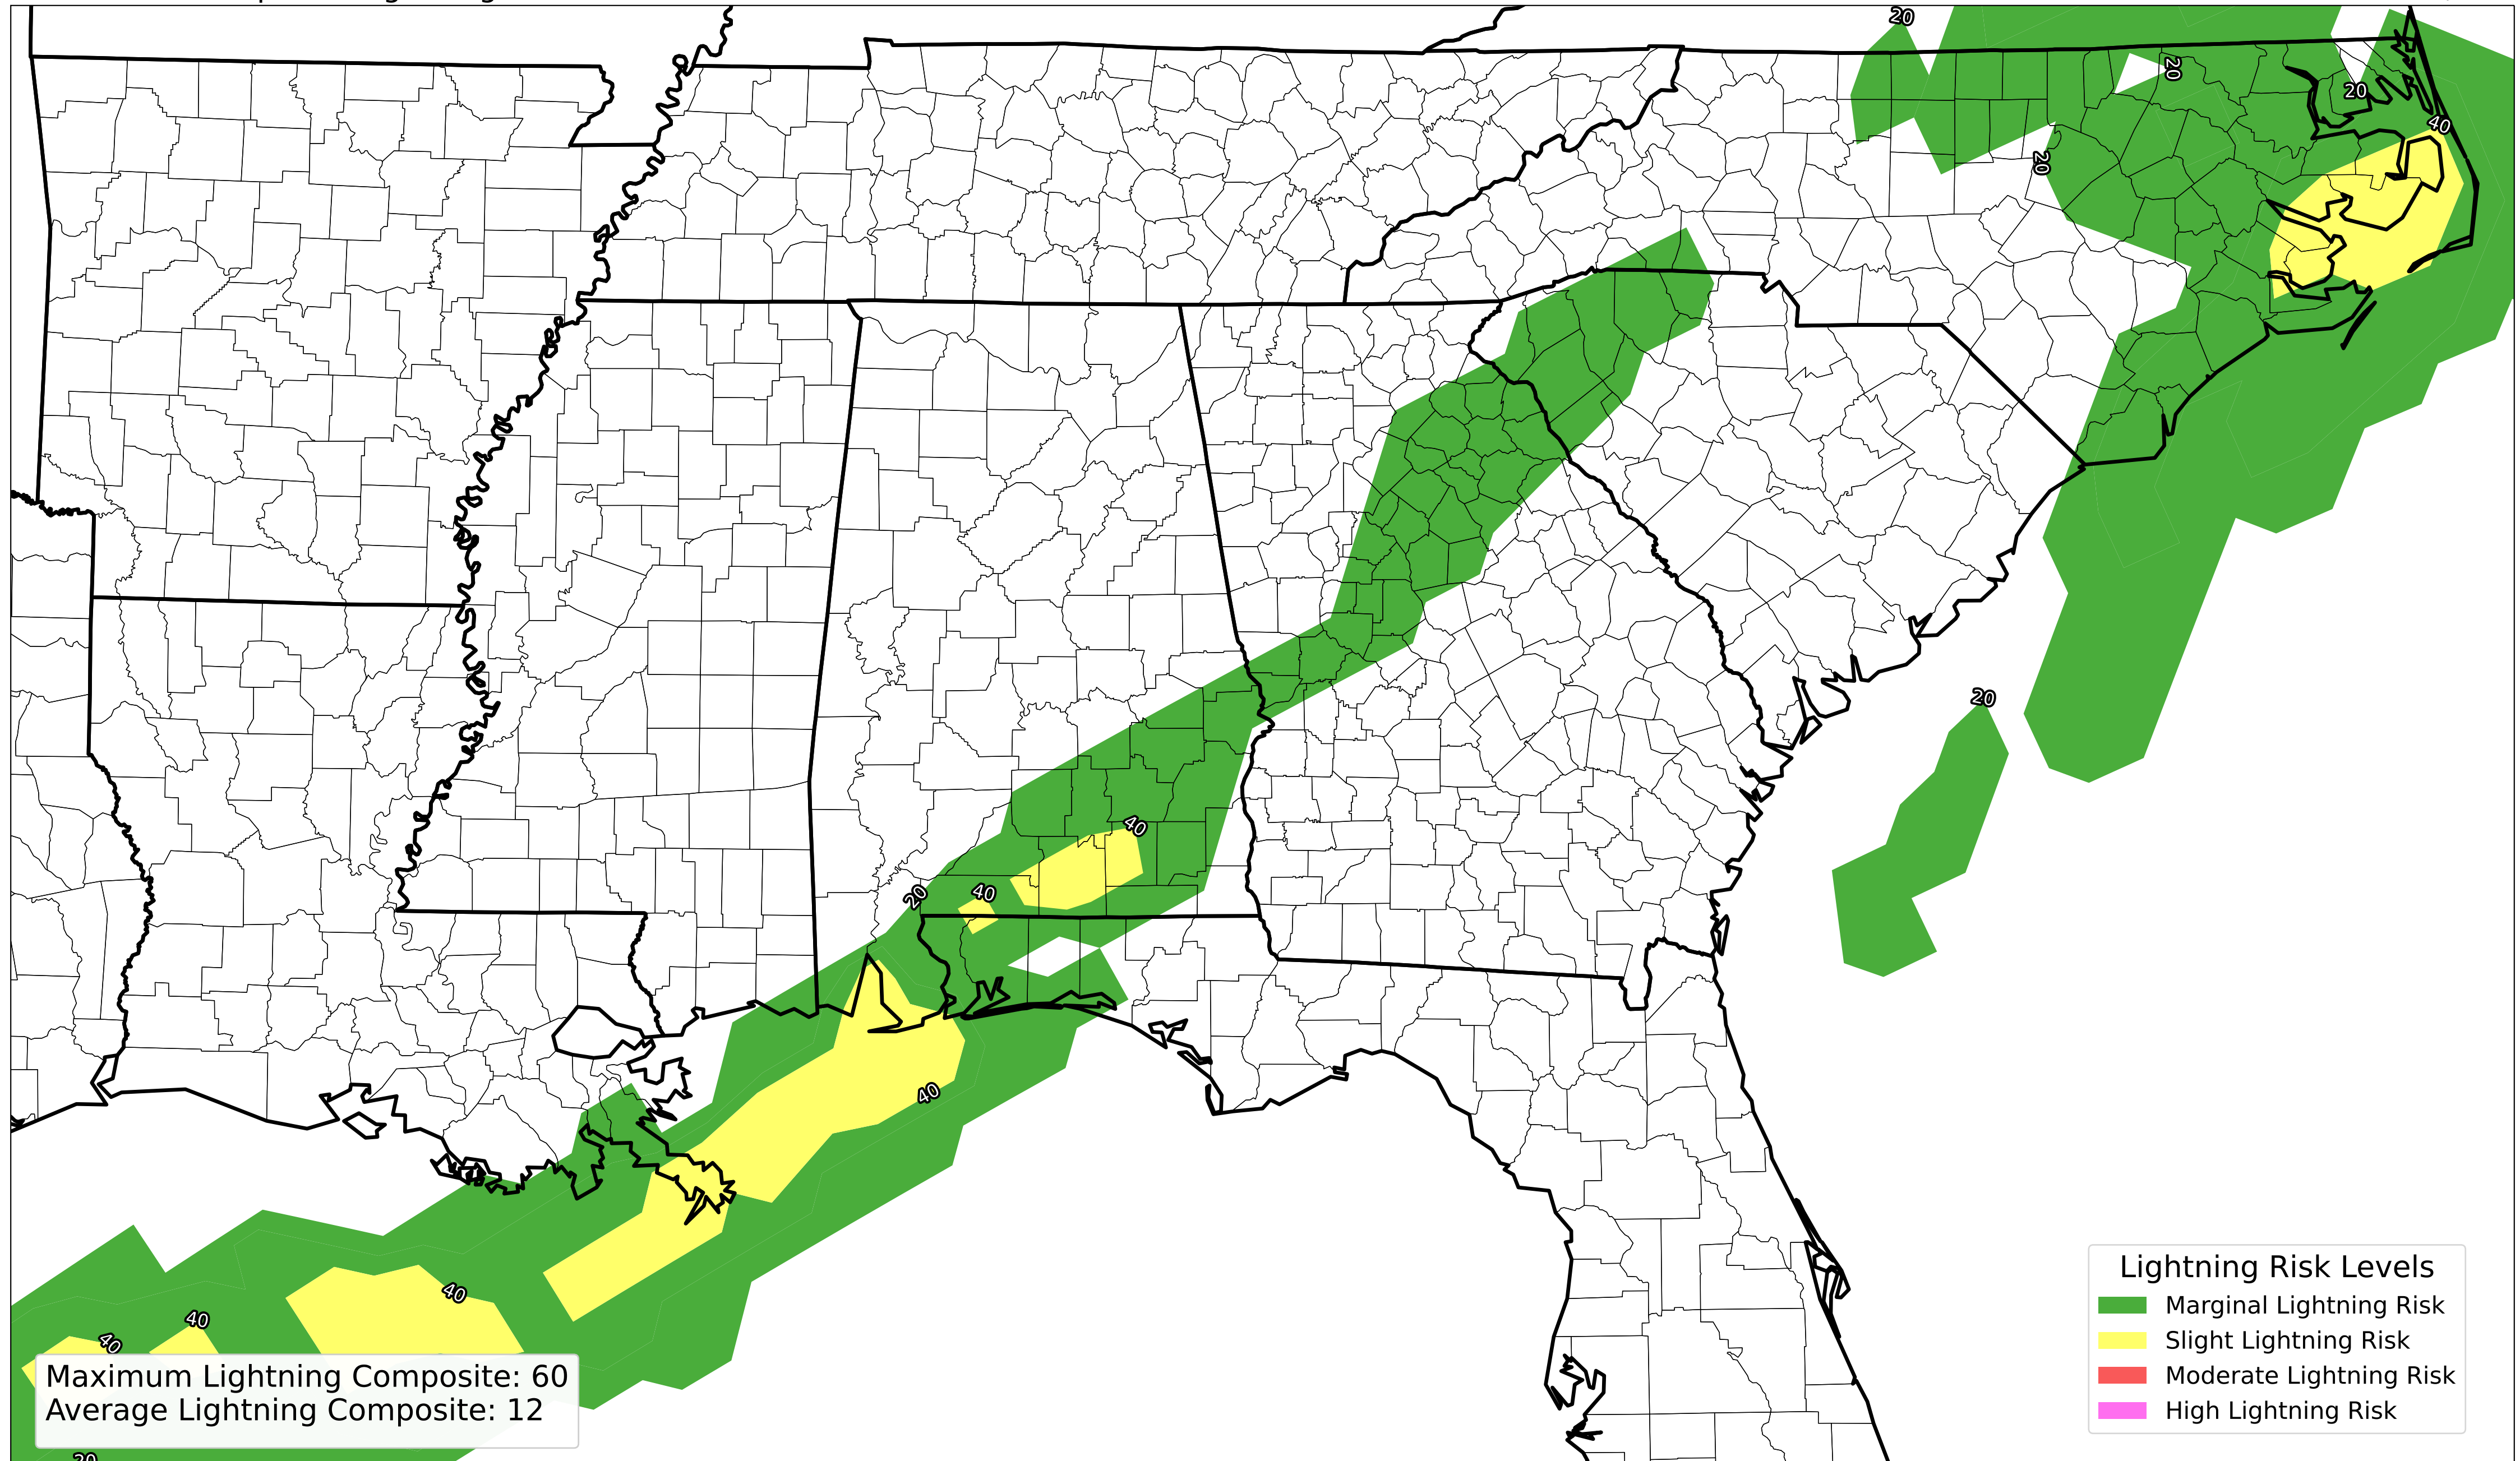 20
20
20
40
20
20
40
40
20
40
40
40
40
Lightning Risk Levels
Marginal Lightning Risk
Slight Lightning Risk
Moderate Lightning Risk
High Lightning Risk
Maximum Lightning Composite: 60
Average Lightning Composite: 12
20